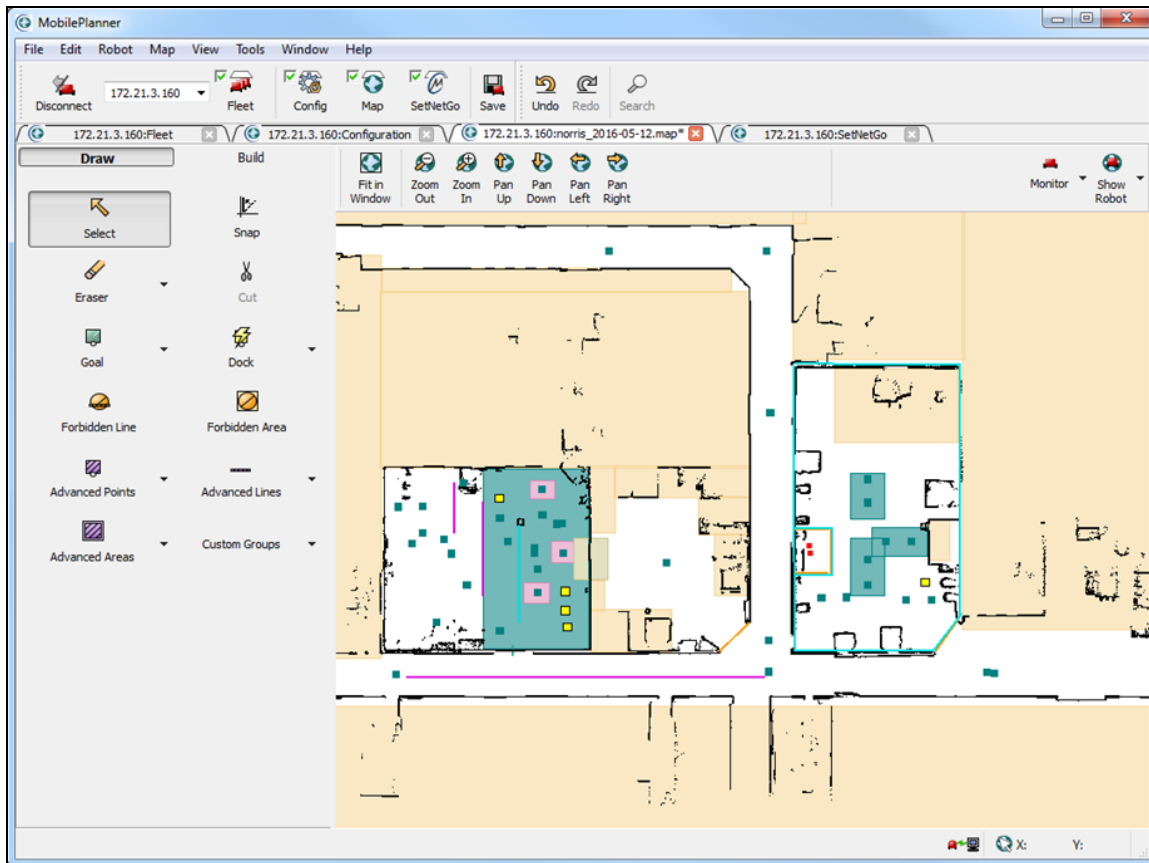 MobilePlanner
File Edit Robot Map View Tools Window Help
Disconnect 172.21.3.160 Fleet Config Map SetNetGo Save Undo Redo Search
172.21.3.160:Fleet 172.21.3.160:Configuration 172.21.3.160:norris_2016-05-12.map* 172.21.3.160:SetNetGo
Draw Build
Fit in Window Zoom Out Zoom In Pan Up Pan Down Pan Left Pan Right Monitor Show Robot
Select Snap
Eraser Cut
Goal Dock
Forbidden Line Forbidden Area
Advanced Points Advanced Lines
Advanced Areas Custom Groups
X: Y: